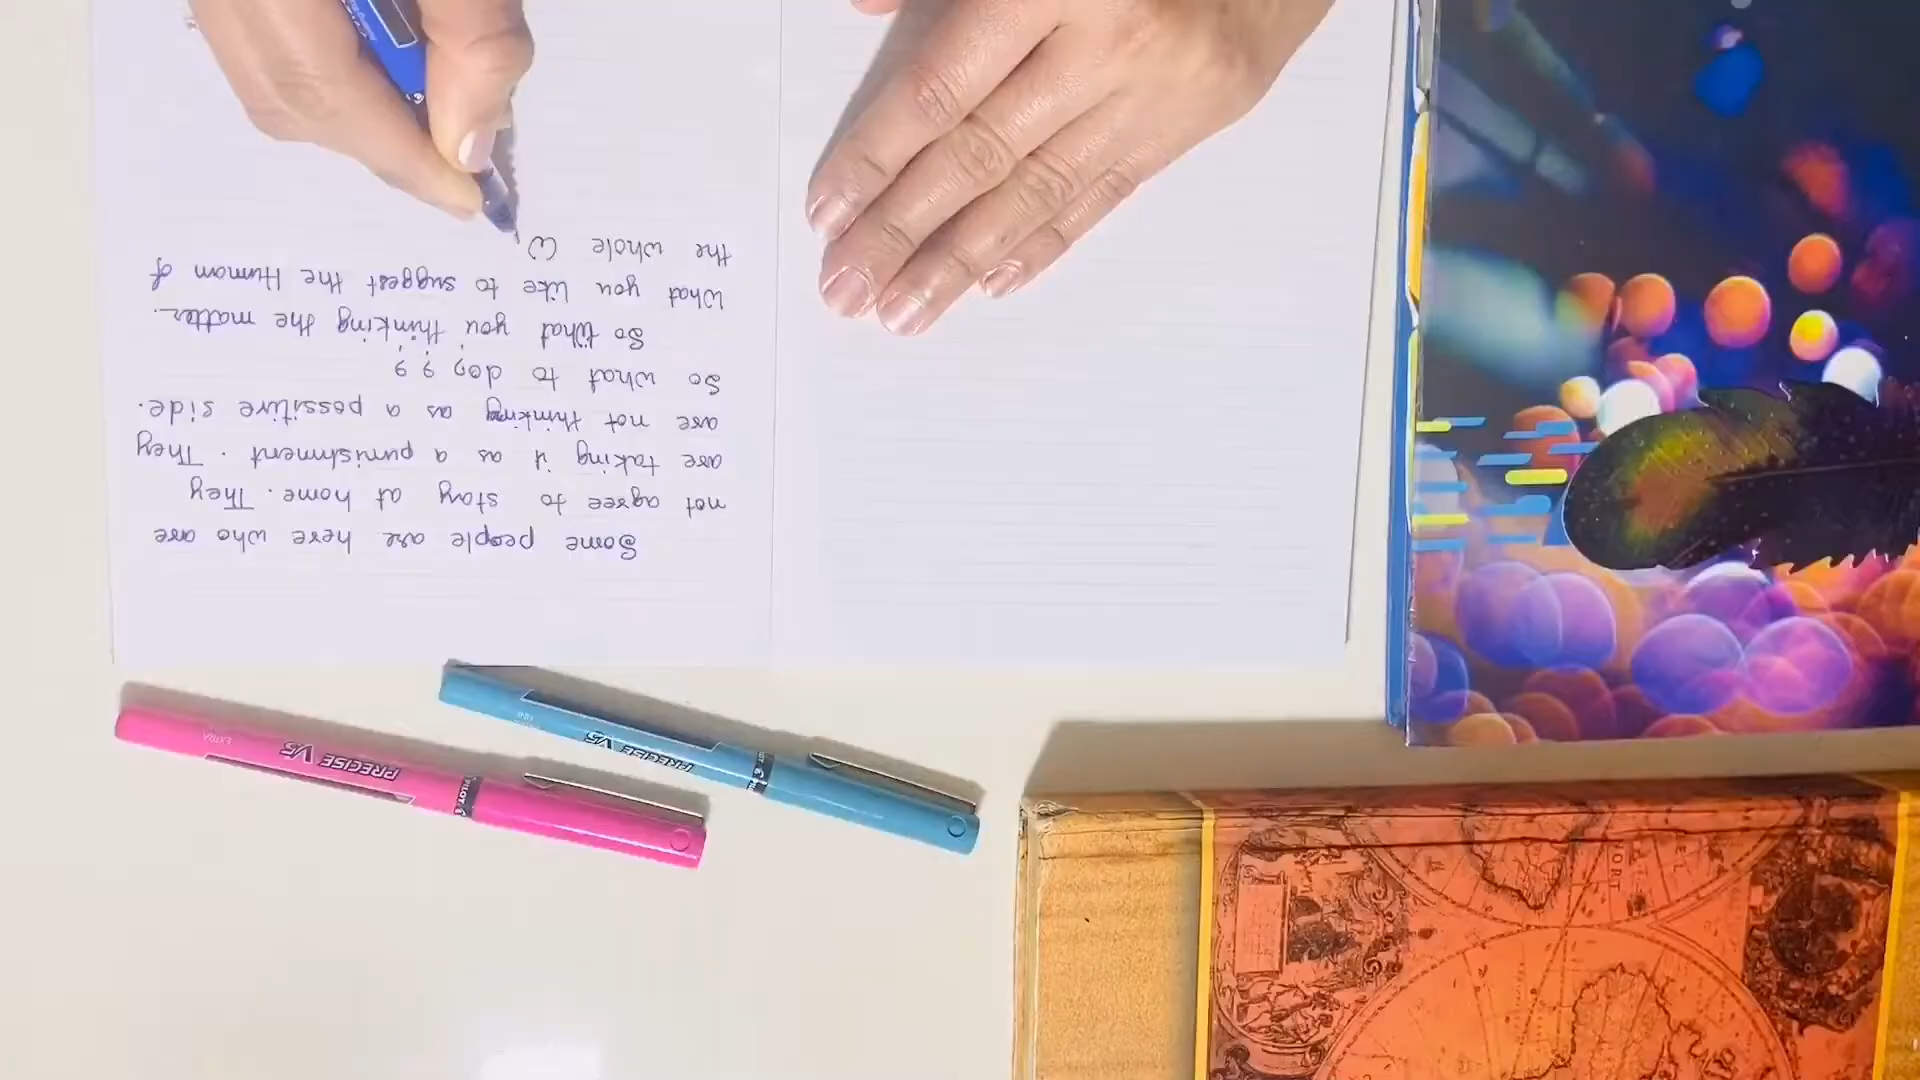 Some people are here who are
not agree to stay at home. They
are taking it as a punishment. They
are not thinking as a possitive side.
So what to do? ? ?
So What you thinking the matter.
What you like to suggest the Human of
the whole W
PRECISE V5
EXTRA
PILOT
PRECISE V5